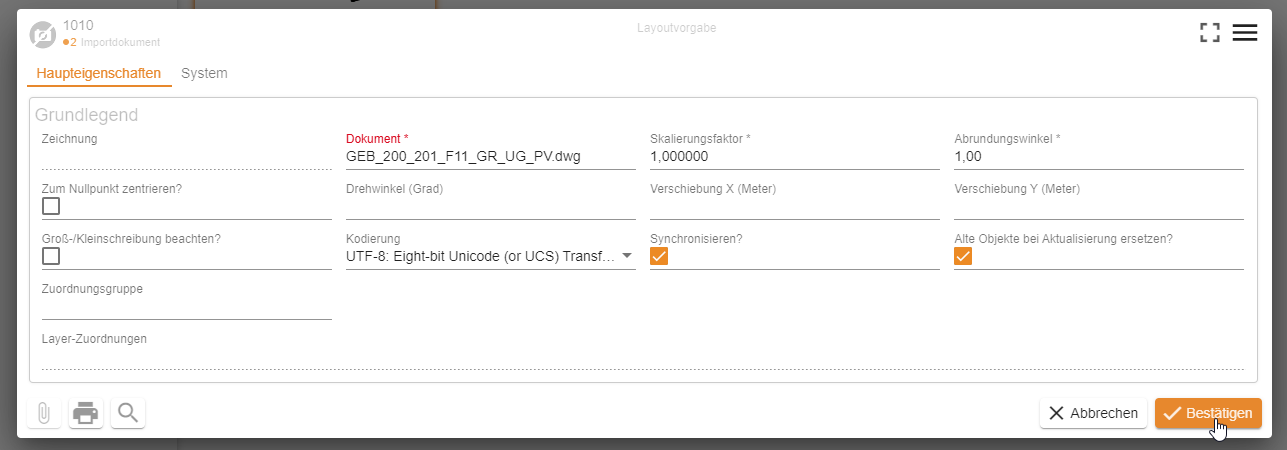 1010
Layoutvorgabe
2 Importdokument
Haupteigenschaften System
Grundlegend
Zeichnung Dokument * Skalierungsfaktor * Abrundungswinkel *
GEB_200_201_F11_GR_UG_PV.dwg 1,000000 1,00
Zum Nullpunkt zentrieren? Drehwinkel (Grad) Verschiebung X (Meter) Verschiebung Y (Meter)
Groß-/Kleinschreibung beachten? Kodierung Synchronisieren? Alte Objekte bei Aktualisierung ersetzen?
UTF-8: Eight-bit Unicode (or UCS) Transf...
Zuordnungsgruppe
Layer-Zuordnungen
Abbrechen Bestätigen